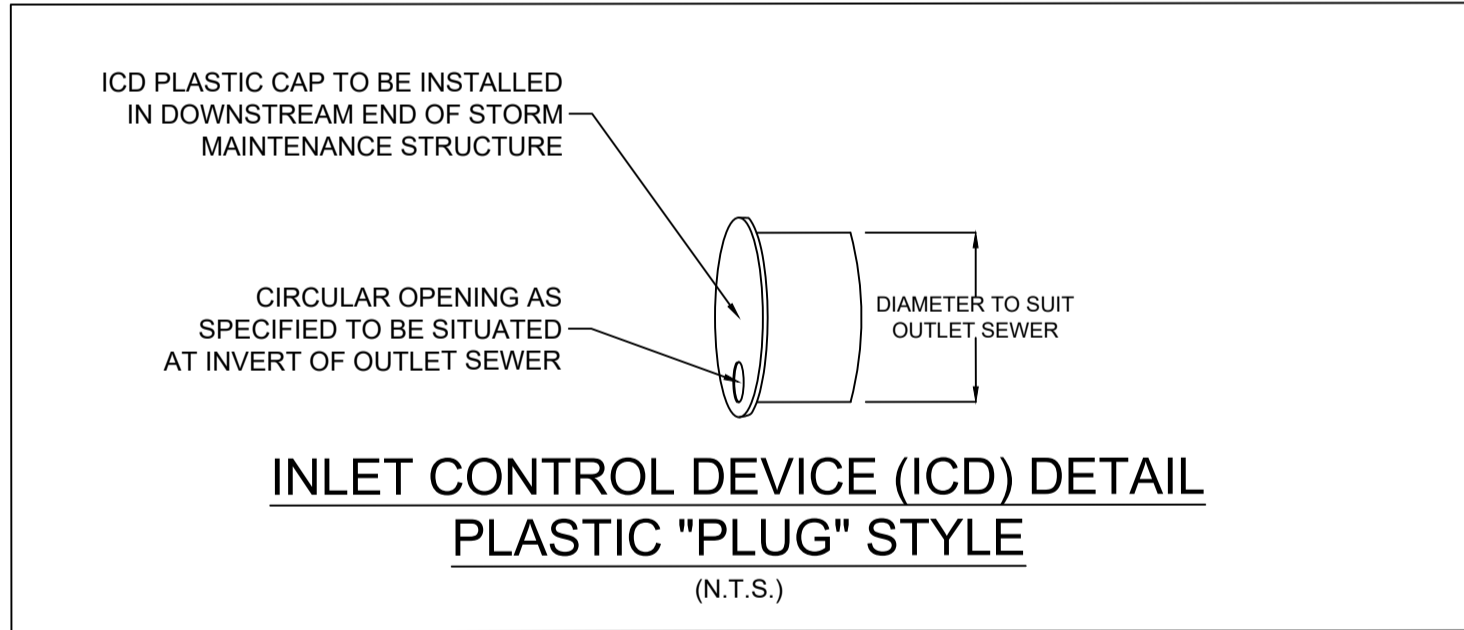 ICD PLASTIC CAP TO BE INSTALLED
IN DOWNSTREAM END OF STORM
MAINTENANCE STRUCTURE
CIRCULAR OPENING AS
SPECIFIED TO BE SITUATED
AT INVERT OF OUTLET SEWER
DIAMETER TO SUIT
OUTLET SEWER
INLET CONTROL DEVICE (ICD) DETAIL
PLASTIC "PLUG" STYLE
(N.T.S.)